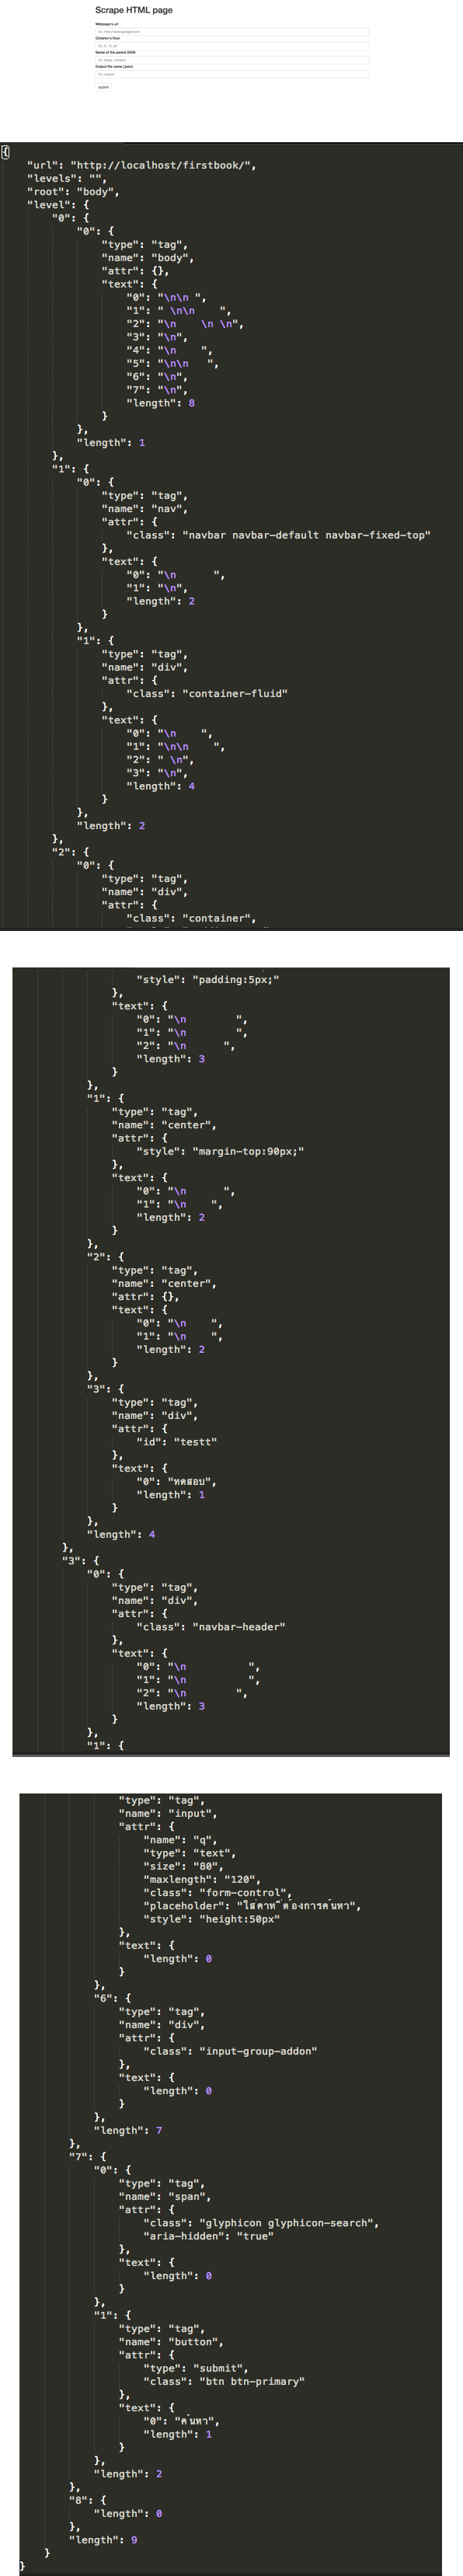 Scrape HTML page
Webpage's url
Ex. http://www.google.com
Children's floor
Ex. 0, 10, all
Name of the parent DOM
Ex. body, .content
Output file name (.json)
Ex. output
submit
{
"url": "http://localhost/firstbook/",
"levels": "",
"root": "body",
"level": {
"0": {
"0": {
"type": "tag",
"name": "body",
"attr": {},
"text": {
"0": "\n\n ",
"1": " \n\n    ",
"2": "\n    \n \n",
"3": "\n",
"4": "\n    ",
"5": "\n\n   ",
"6": "\n",
"7": "\n",
"length": 8
}
},
"length": 1
},
"1": {
"0": {
"type": "tag",
"name": "nav",
"attr": {
"class": "navbar navbar-default navbar-fixed-top"
},
"text": {
"0": "\n      ",
"1": "\n",
"length": 2
}
},
"1": {
"type": "tag",
"name": "div",
"attr": {
"class": "container-fluid"
},
"text": {
"0": "\n    ",
"1": "\n\n    ",
"2": " \n",
"3": "\n",
"length": 4
}
},
"length": 2
},
"2": {
"0": {
"type": "tag",
"name": "div",
"attr": {
"class": "container",
"style": "padding:5px;"
},
"text": {
"0": "\n        ",
"1": "\n        ",
"2": "\n      ",
"length": 3
}
},
"1": {
"type": "tag",
"name": "center",
"attr": {
"style": "margin-top:90px;"
},
"text": {
"0": "\n      ",
"1": "\n    ",
"length": 2
}
},
"2": {
"type": "tag",
"name": "center",
"attr": {},
"text": {
"0": "\n    ",
"1": "\n    ",
"length": 2
}
},
"3": {
"type": "tag",
"name": "div",
"attr": {
"id": "testt"
},
"text": {
"0": "ทดสอบ",
"length": 1
}
},
"length": 4
},
"3": {
"0": {
"type": "tag",
"name": "div",
"attr": {
"class": "navbar-header"
},
"text": {
"0": "\n          ",
"1": "\n          ",
"2": "\n        ",
"length": 3
}
},
"1": {
"type": "tag",
"name": "input",
"attr": {
"name": "q",
"type": "text",
"size": "80",
"maxlength": "120",
"class": "form-control",
"placeholder": "ใส่คาที่ต้องการค้นหา",
"style": "height:50px"
},
"text": {
"length": 0
}
},
"6": {
"type": "tag",
"name": "div",
"attr": {
"class": "input-group-addon"
},
"text": {
"length": 0
}
},
"length": 7
},
"7": {
"0": {
"type": "tag",
"name": "span",
"attr": {
"class": "glyphicon glyphicon-search",
"aria-hidden": "true"
},
"text": {
"length": 0
}
},
"1": {
"type": "tag",
"name": "button",
"attr": {
"type": "submit",
"class": "btn btn-primary"
},
"text": {
"0": "ค้นหา",
"length": 1
}
},
"length": 2
},
"8": {
"length": 0
},
"length": 9
}
}